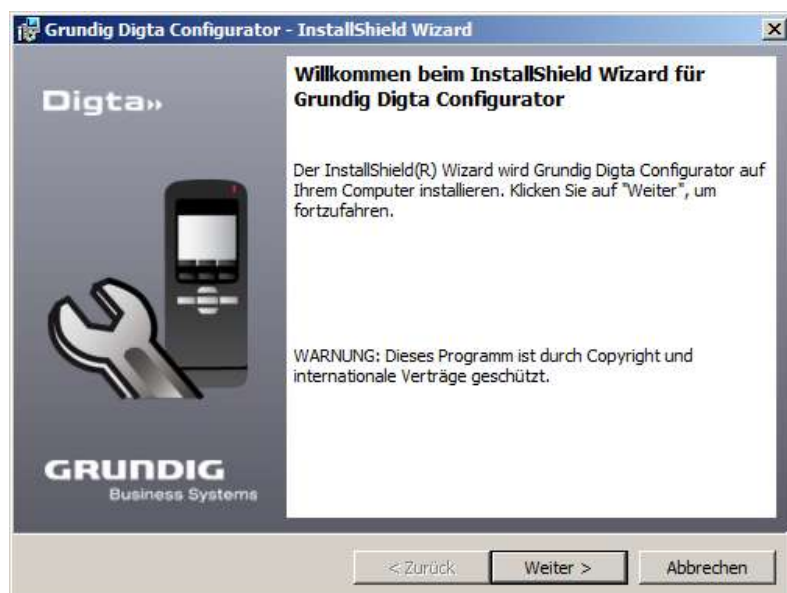 Grundig Digta Configurator - InstallShield Wizard
Digta
Willkommen beim InstallShield Wizard für
Grundig Digta Configurator
Der InstallShield(R) Wizard wird Grundig Digta Configurator auf
Ihrem Computer installieren. Klicken Sie auf "Weiter", um
fortzufahren.
WARNUNG: Dieses Programm ist durch Copyright und
internationale Verträge geschützt.
GRUNDIG
Business Systems
< Zurück
Weiter >
Abbrechen